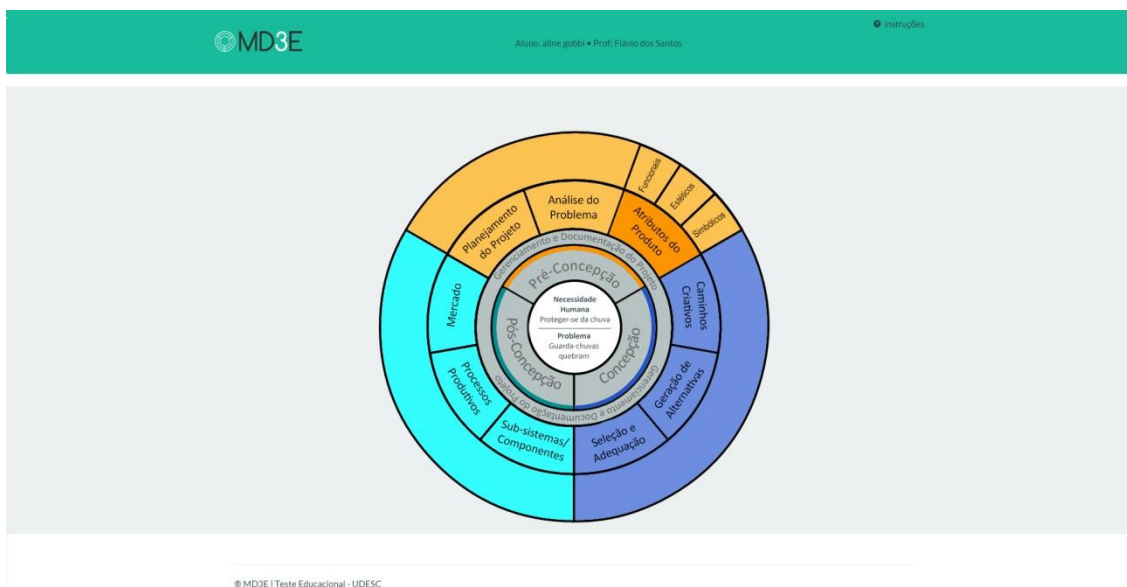 MD3E
Aluno: aline gobbi • Prof: Flávio dos Santos
Instruções
Funcionais
Estéticos
Simbólicos
Planejamento
do Projeto
Análise do
Problema
Atributos do
Produto
Gerenciamento e Documentação do Projeto
Pré-Concepção
Necessidade
Humana
Proteger-se da chuva
Problema
Guarda-chuvas
quebram
Mercado
Pós-Concepção
Concepção
Caminhos
Criativos
Processos
Produtivos
Geração de
Alternativas
Gerenciamento e Documentação do Projeto
Sub-sistemas/
Componentes
Seleção e
Adequação
® MD3E | Teste Educacional - UDESC